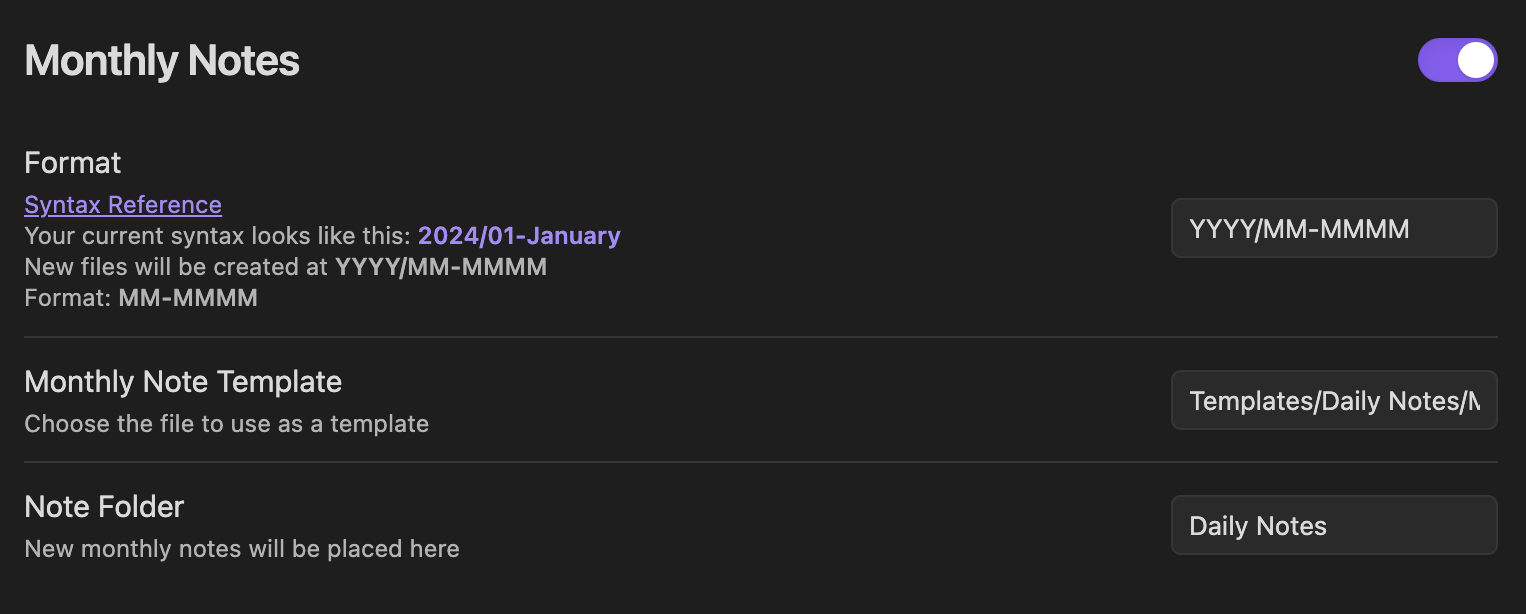 Monthly Notes
Format
Syntax Reference
Your current syntax looks like this: 2024/01-January
New files will be created at YYYY/MM-MMMM
Format: MM-MMMM
YYYY/MM-MMMM
Monthly Note Template
Choose the file to use as a template
Templates/Daily Notes/M
Note Folder
New monthly notes will be placed here
Daily Notes